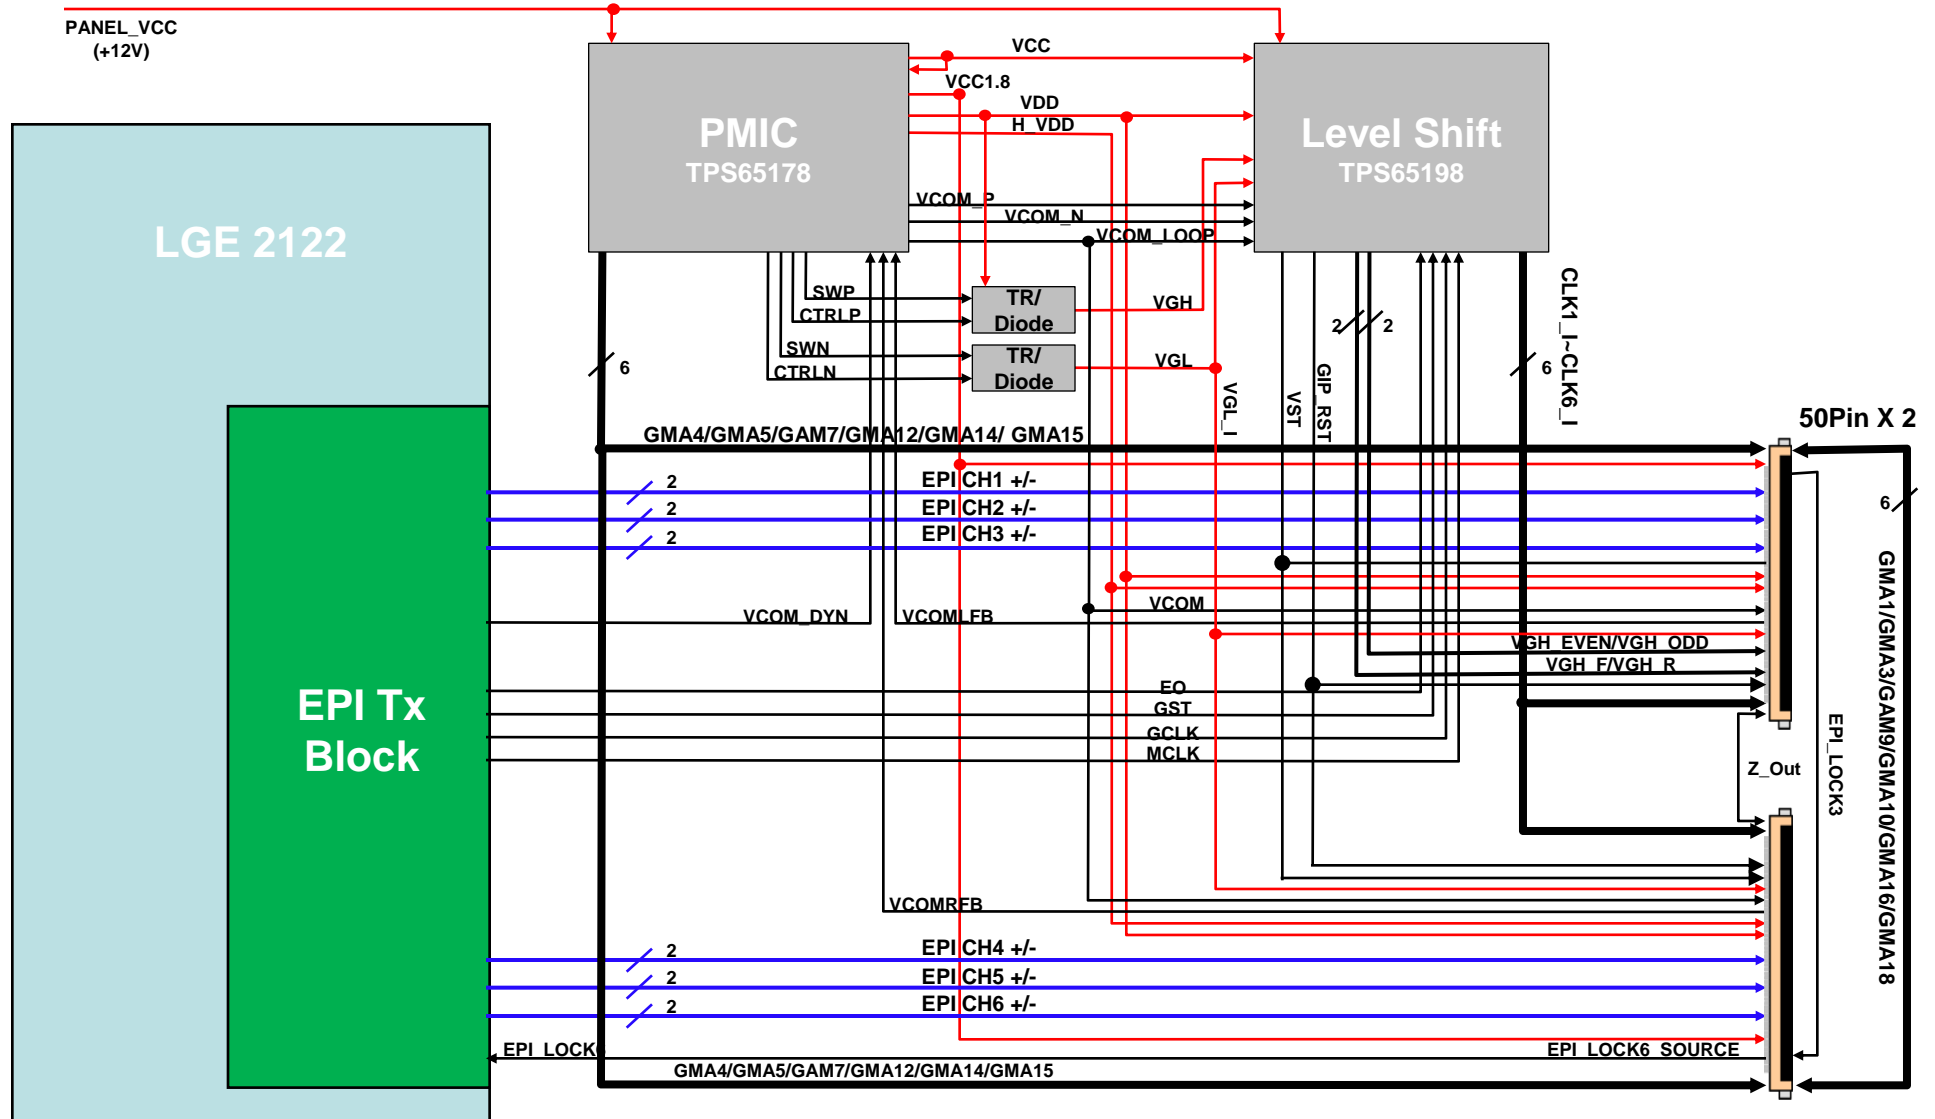 PANEL_VCC
(+12V)
VCC
VCC1.8
VDD
H_VDD
PMIC
TPS65178
Level Shift
TPS65198
LGE 2122
VCOM_P
VCOM_N
VCOM_LOOP
SWP
CTRLP
TR/
Diode
VGH
SWN
CTRLN
TR/
Diode
VGL
6
2
2
6
CLK1_I~CLK6_I
VGL_I
VST
GIP_RST
50Pin X 2
GMA4/GMA5/GAM7/GMA12/GMA14/ GMA15
2
EPI CH1 +/-
2
EPI CH2 +/-
2
EPI CH3 +/-
6
GMA1/GMA3/GAM9/GMA10/GMA16/GMA18
VCOM
VCOM_DYN
VCOMLFB
VGH_EVEN/VGH_ODD
VGH_F/VGH_R
EPI Tx
Block
EO
GST
GCLK
MCLK
Z_Out
EPI_LOCK3
VCOMRFB
2
EPI CH4 +/-
2
EPI CH5 +/-
2
EPI CH6 +/-
EPI_LOCK6
EPI_LOCK6_SOURCE
GMA4/GMA5/GAM7/GMA12/GMA14/GMA15